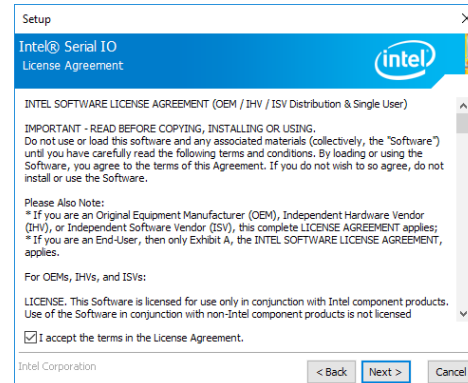 Setup
Intel® Serial IO
License Agreement
intel
INTEL SOFTWARE LICENSE AGREEMENT (OEM / IHV / ISV Distribution & Single User)
IMPORTANT - READ BEFORE COPYING, INSTALLING OR USING.
Do not use or load this software and any associated materials (collectively, the "Software")
until you have carefully read the following terms and conditions. By loading or using the
Software, you agree to the terms of this Agreement. If you do not wish to so agree, do not
install or use the Software.
Please Also Note:
* If you are an Original Equipment Manufacturer (OEM), Independent Hardware Vendor
(IHV), or Independent Software Vendor (ISV), this complete LICENSE AGREEMENT applies;
* If you are an End-User, then only Exhibit A, the INTEL SOFTWARE LICENSE AGREEMENT,
applies.
For OEMs, IHVs, and ISVs:
LICENSE. This Software is licensed for use only in conjunction with Intel component products.
Use of the Software in conjunction with non-Intel component products is not licensed
I accept the terms in the License Agreement.
Intel Corporation
< Back Next > Cancel